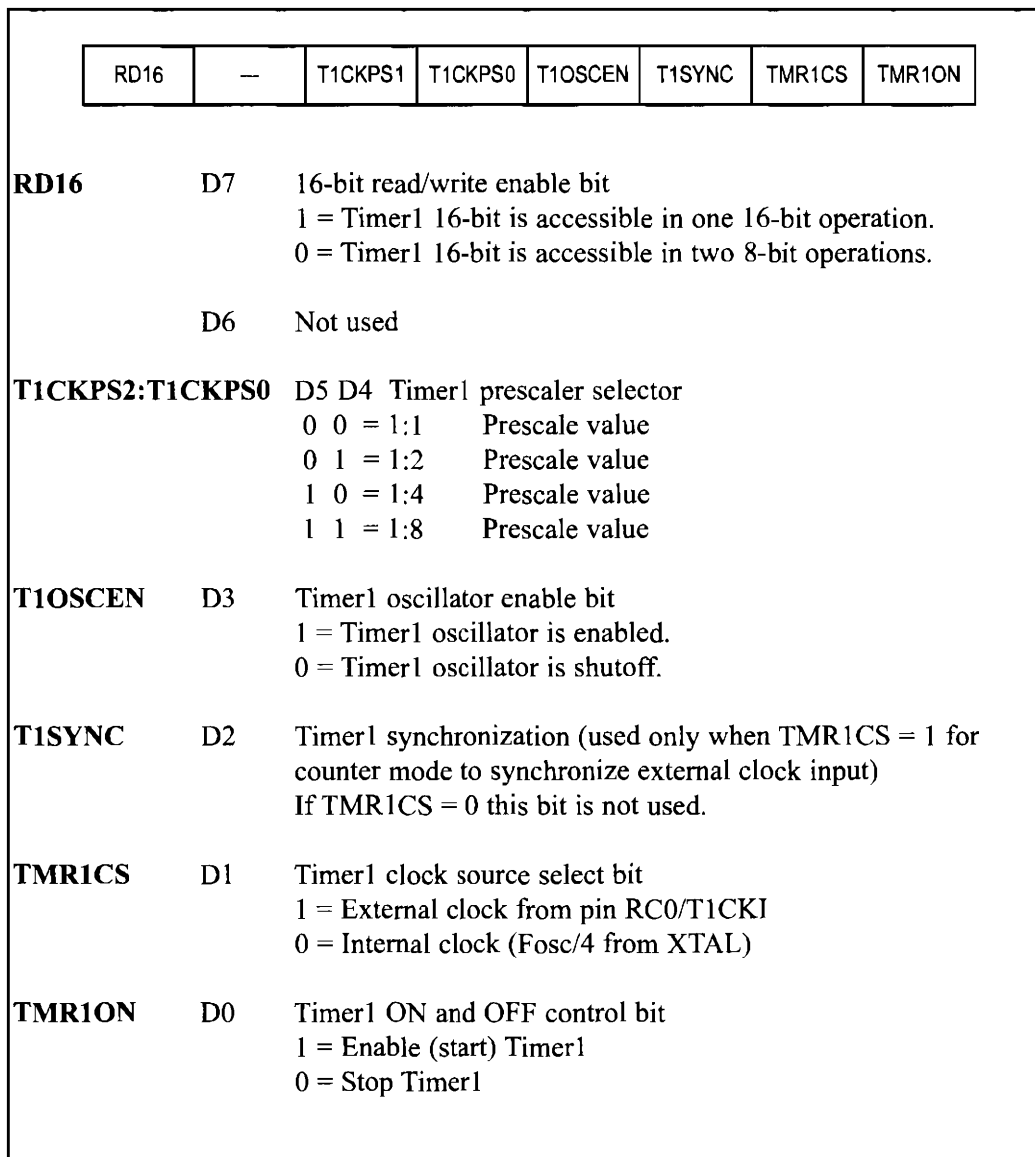 RD16 — T1CKPS1 T1CKPS0 T1OSCEN T1SYNC TMR1CS TMR1ON
RD16 D7 16-bit read/write enable bit
1 = Timer1 16-bit is accessible in one 16-bit operation.
0 = Timer1 16-bit is accessible in two 8-bit operations.
D6 Not used
T1CKPS2:T1CKPS0 D5 D4 Timer1 prescaler selector
0 0 = 1:1 Prescale value
0 1 = 1:2 Prescale value
1 0 = 1:4 Prescale value
1 1 = 1:8 Prescale value
T1OSCEN D3 Timer1 oscillator enable bit
1 = Timer1 oscillator is enabled.
0 = Timer1 oscillator is shutoff.
T1SYNC D2 Timer1 synchronization (used only when TMR1CS = 1 for
counter mode to synchronize external clock input)
If TMR1CS = 0 this bit is not used.
TMR1CS D1 Timer1 clock source select bit
1 = External clock from pin RC0/T1CKI
0 = Internal clock (Fosc/4 from XTAL)
TMR1ON D0 Timer1 ON and OFF control bit
1 = Enable (start) Timer1
0 = Stop Timer1